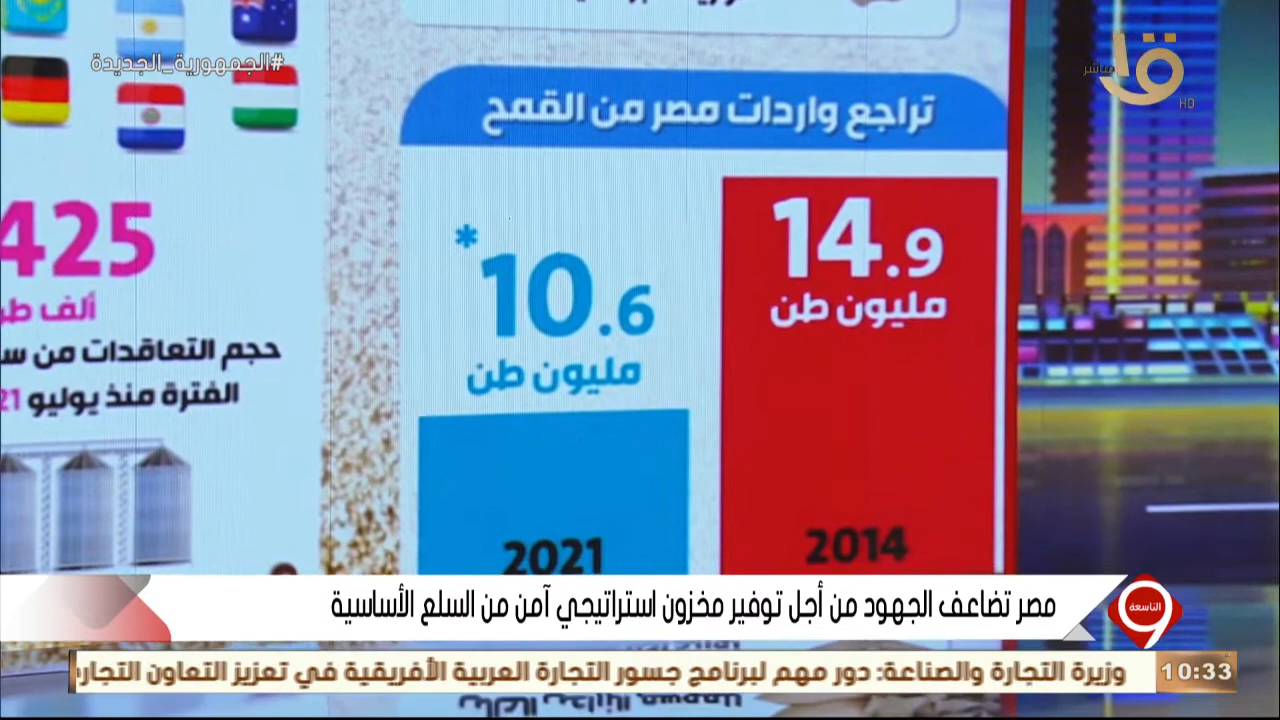 #الجمهورية_الجديدة
مباشر
HD
تراجع واردات مصر من القمح
14.9
مليون طن
2014
*10.6
مليون طن
2021
425
ألف
حجم التعاقدات من
الفترة منذ يوليو
مصر تضاعف الجهود من أجل توفير مخزون استراتيجي آمن من السلع الأساسية
التاسعة
9
10:33
وزيرة التجارة والصناعة: دور مهم لبرنامج جسور التجارة العربية الأفريقية في تعزيز التعاون